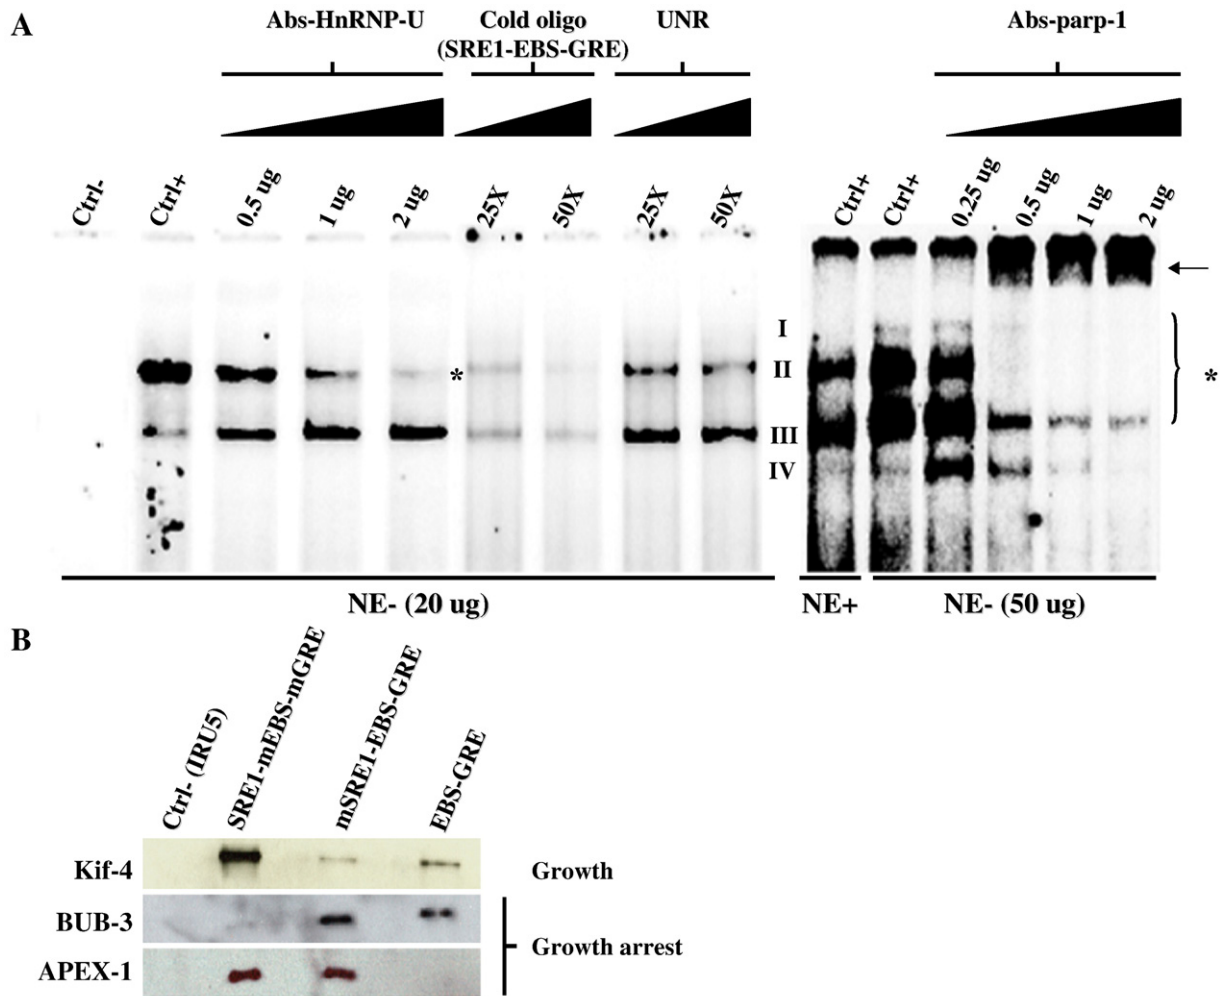 A
Abs-HnRNP-U
Cold oligo
(SRE1-EBS-GRE)
UNR
Abs-parp-1
Ctrl-
Ctrl+
0.5 ug
1 ug
2 ug
25X
50X
25X
50X
Ctrl+
Ctrl+
0.25 ug
0.5 ug
1 ug
2 ug
I
II
III
IV
*
*
NE- (20 ug)
NE+
NE- (50 ug)
B
Ctrl- (IRU5)
SRE1-mEBS-mGRE
mSRE1-EBS-GRE
EBS-GRE
Kif-4
Growth
BUB-3
Growth arrest
APEX-1